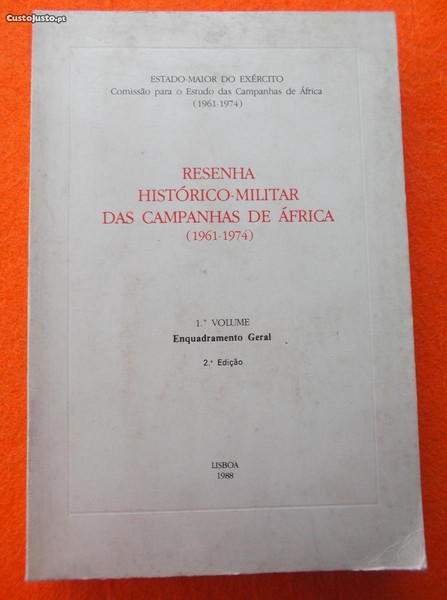 CustoJusto.pt
ESTADO-MAIOR DO EXÉRCITO
Comissão para o Estudo das Campanhas de África
(1961-1974)
RESENHA
HISTÓRICO-MILITAR
DAS CAMPANHAS DE ÁFRICA
(1961-1974)
1.º VOLUME
Enquadramento Geral
2.ª Edição
LISBOA
1988